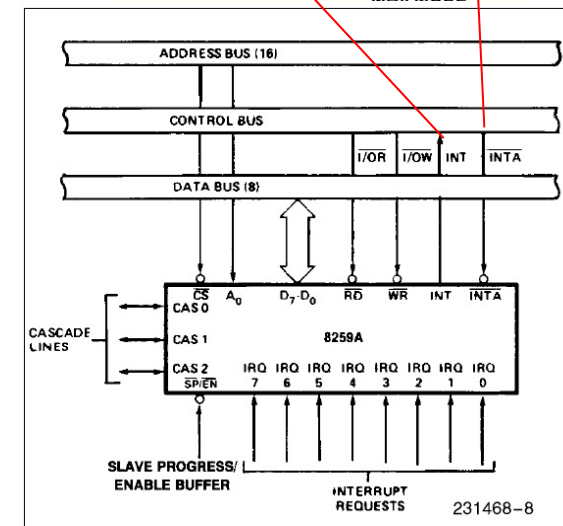 ADDRESS BUS (16)
CONTROL BUS
I/OR I/OW INT INTA
DATA BUS (8)
CS A0 D7-D0 RD WR INT INTA
CAS 0
CASCADE LINES
CAS 1
8259A
CAS 2
IRQ IRQ IRQ IRQ IRQ IRQ IRQ IRQ
7 6 5 4 3 2 1 0
SP/EN
SLAVE PROGRESS/
ENABLE BUFFER
INTERRUPT
REQUESTS
231468-8